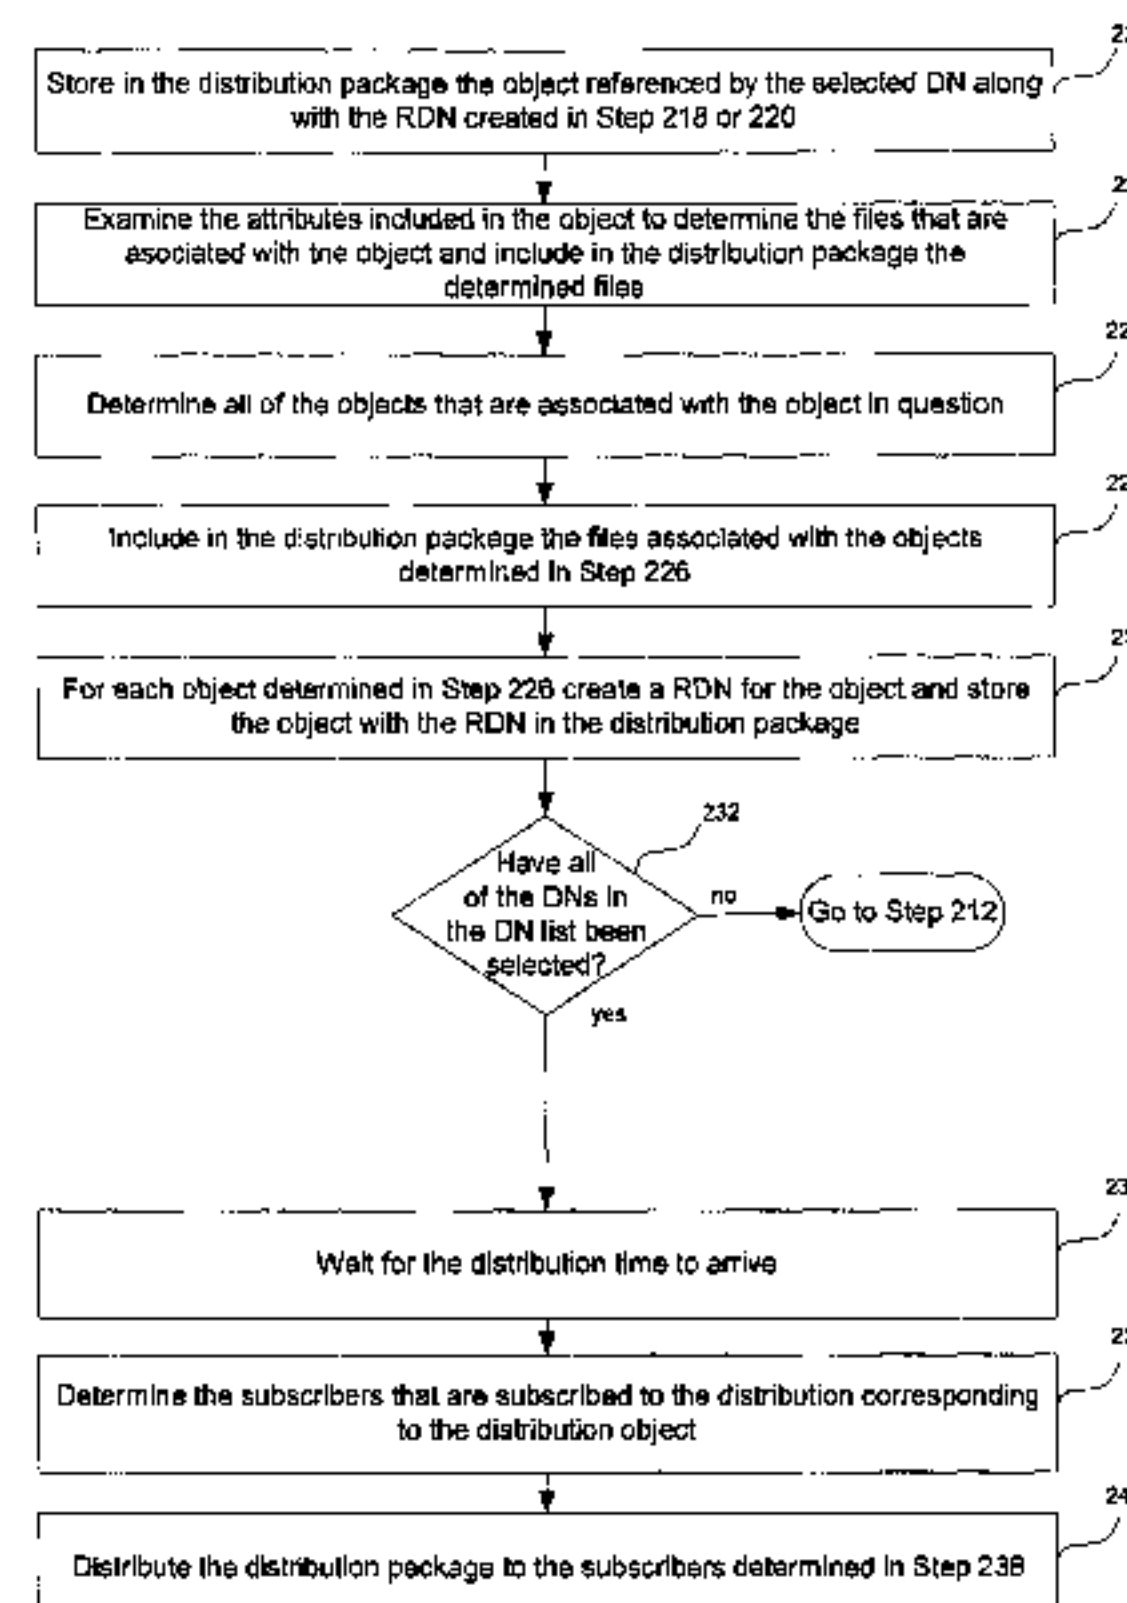 Store in the distribution package the object referenced by the selected DN along
with the RDN created in Step 218 or 220
Examine the attributes included in the object to determine the files that are
asociated with the object and include in the distribution package the
determined files
22
Determine all of the objects that are associated with the object in question
22
Include in the distribution package the files associated with the objects
determined in Step 226
For each object determined in Step 226 create a RDN for the object and store
the object with the RDN in the distribution package
232
Have all
of the DNs in
the DN list been
selected?
no
Go to Step 212
yes
23
Wait for the distribution time to arrive
23
Determine the subscribers that are subscribed to the distribution corresponding
to the distribution object
24
Distribute the distribution package to the subscribers determined in Step 238